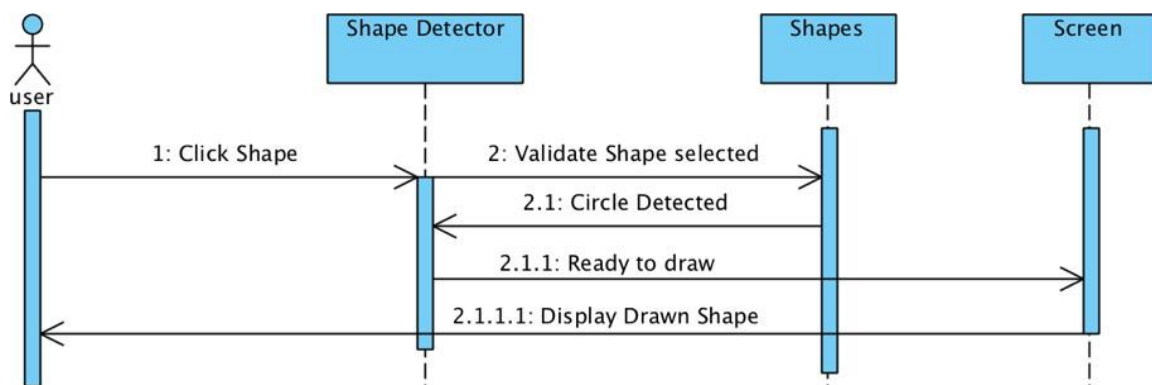 Shape Detector
Shapes
Screen
user
1: Click Shape
2: Validate Shape selected
2.1: Circle Detected
2.1.1: Ready to draw
2.1.1.1: Display Drawn Shape